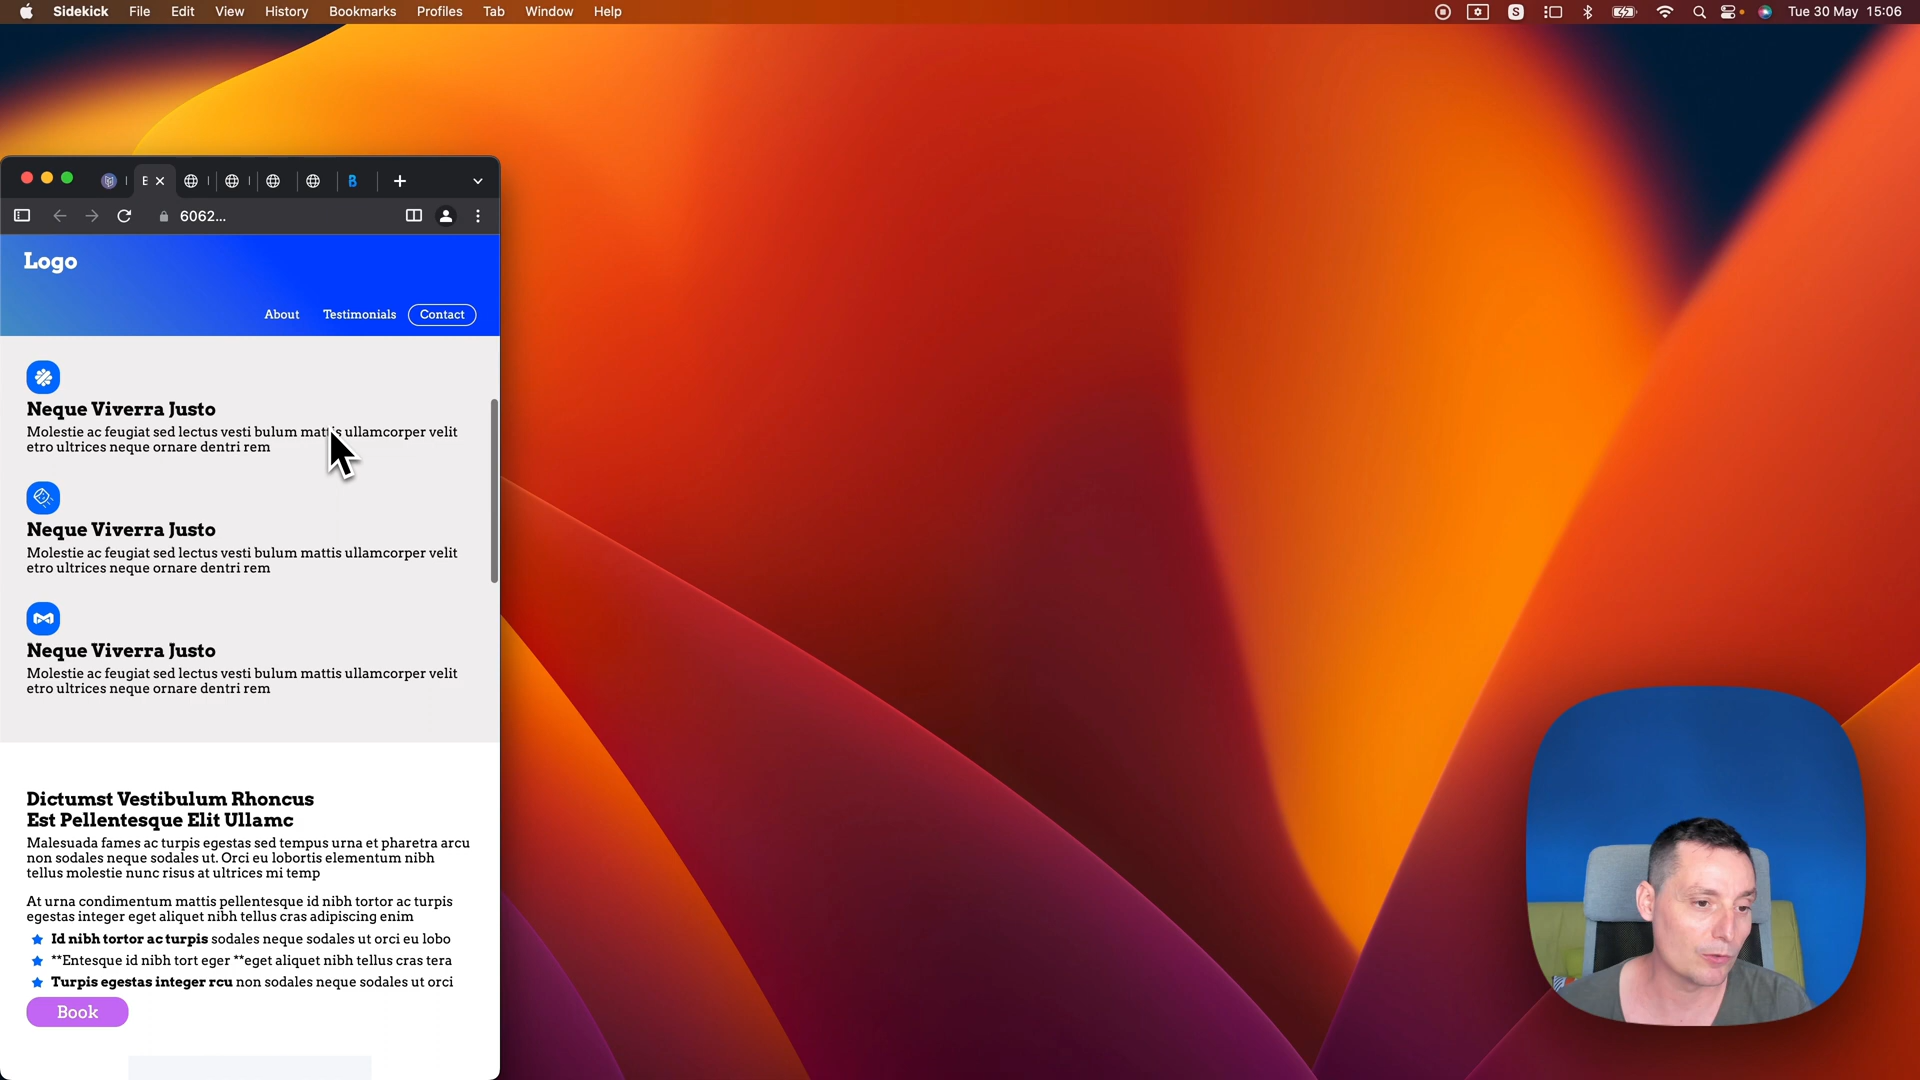 Sidekick File Edit View History Bookmarks Profiles Tab Window Help
S
Tue 30 May 15:06
E
B
6062...
Logo
About Testimonials Contact
Neque Viverra Justo
Molestie ac feugiat sed lectus vesti bulum mattis ullamcorper velit
etro ultrices neque ornare dentri rem
Neque Viverra Justo
Molestie ac feugiat sed lectus vesti bulum mattis ullamcorper velit
etro ultrices neque ornare dentri rem
Neque Viverra Justo
Molestie ac feugiat sed lectus vesti bulum mattis ullamcorper velit
etro ultrices neque ornare dentri rem
Dictumst Vestibulum Rhoncus
Est Pellentesque Elit Ullamc
Malesuada fames ac turpis egestas sed tempus urna et pharetra arcu
non sodales neque sodales ut. Orci eu lobortis elementum nibh
tellus molestie nunc risus at ultrices mi temp
At urna condimentum mattis pellentesque id nibh tortor ac turpis
egestas integer eget aliquet nibh tellus cras adipiscing enim
Id nibh tortor ac turpis sodales neque sodales ut orci eu lobo
**Entesque id nibh tort eger **eget aliquet nibh tellus cras tera
Turpis egestas integer rcu non sodales neque sodales ut orci
Book